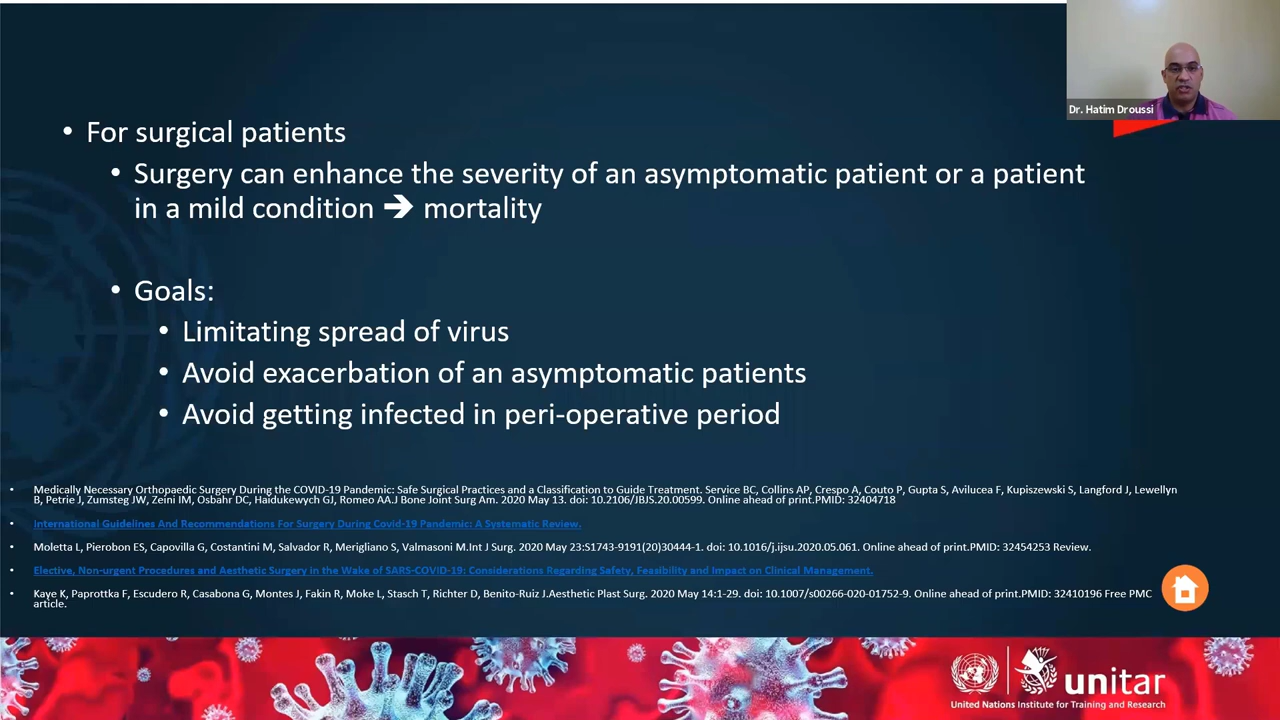 Dr. Hatim Droussi
• For surgical patients
• Surgery can enhance the severity of an asymptomatic patient or a patient
in a mild condition ➔ mortality
• Goals:
• Limitating spread of virus
• Avoid exacerbation of an asymptomatic patients
• Avoid getting infected in peri-operative period
• Medically Necessary Orthopaedic Surgery During the COVID-19 Pandemic: Safe Surgical Practices and a Classification to Guide Treatment. Service BC, Collins AP, Crespo A, Couto P, Gupta S, Avilucea F, Kupiszewski S, Langford J, Lewellyn
B, Petrie J, Zumsteg JW, Zeini IM, Osbahr DC, Haidukewych GJ, Romeo AA.J Bone Joint Surg Am. 2020 May 13. doi: 10.2106/JBJS.20.00599. Online ahead of print.PMID: 32404718
• International Guidelines And Recommendations For Surgery During Covid-19 Pandemic: A Systematic Review.
• Moletta L, Pierobon ES, Capovilla G, Costantini M, Salvador R, Merigliano S, Valmasoni M.Int J Surg. 2020 May 23:S1743-9191(20)30444-1. doi: 10.1016/j.ijsu.2020.05.061. Online ahead of print.PMID: 32454253 Review.
• Elective, Non-urgent Procedures and Aesthetic Surgery in the Wake of SARS-COVID-19: Considerations Regarding Safety, Feasibility and Impact on Clinical Management.
• Kaye K, Paprottka F, Escudero R, Casabona G, Montes J, Fakin R, Moke L, Stasch T, Richter D, Benito-Ruiz J.Aesthetic Plast Surg. 2020 May 14:1-29. doi: 10.1007/s00266-020-01752-9. Online ahead of print.PMID: 32410196 Free PMC
article.
unitar
United Nations Institute for Training and Research